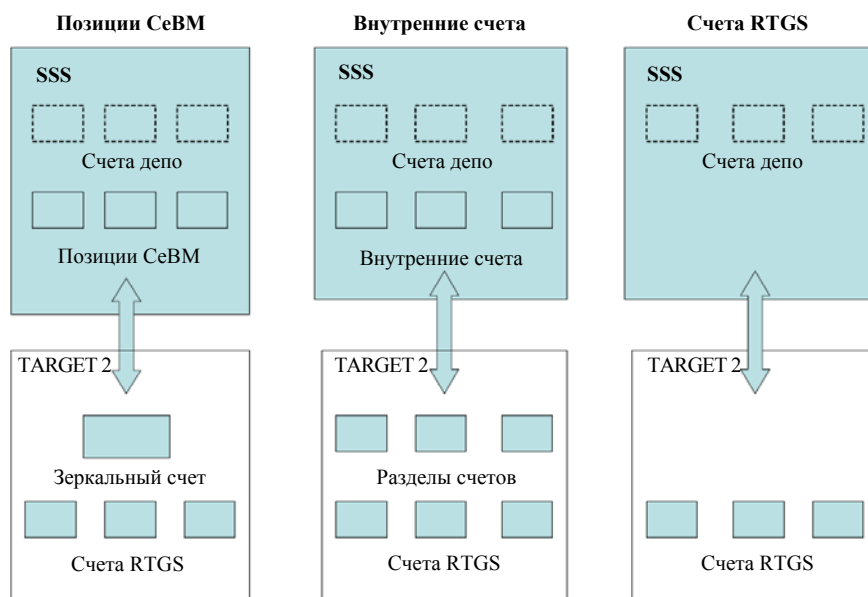 Позиции CeBM
Внутренние счета
Счета RTGS
SSS
SSS
SSS
Счета депо
Счета депо
Счета депо
Позиции CeBM
Внутренние счета
TARGET 2
TARGET 2
TARGET 2
Зеркальный счет
Разделы счетов
Счета RTGS
Счета RTGS
Счета RTGS